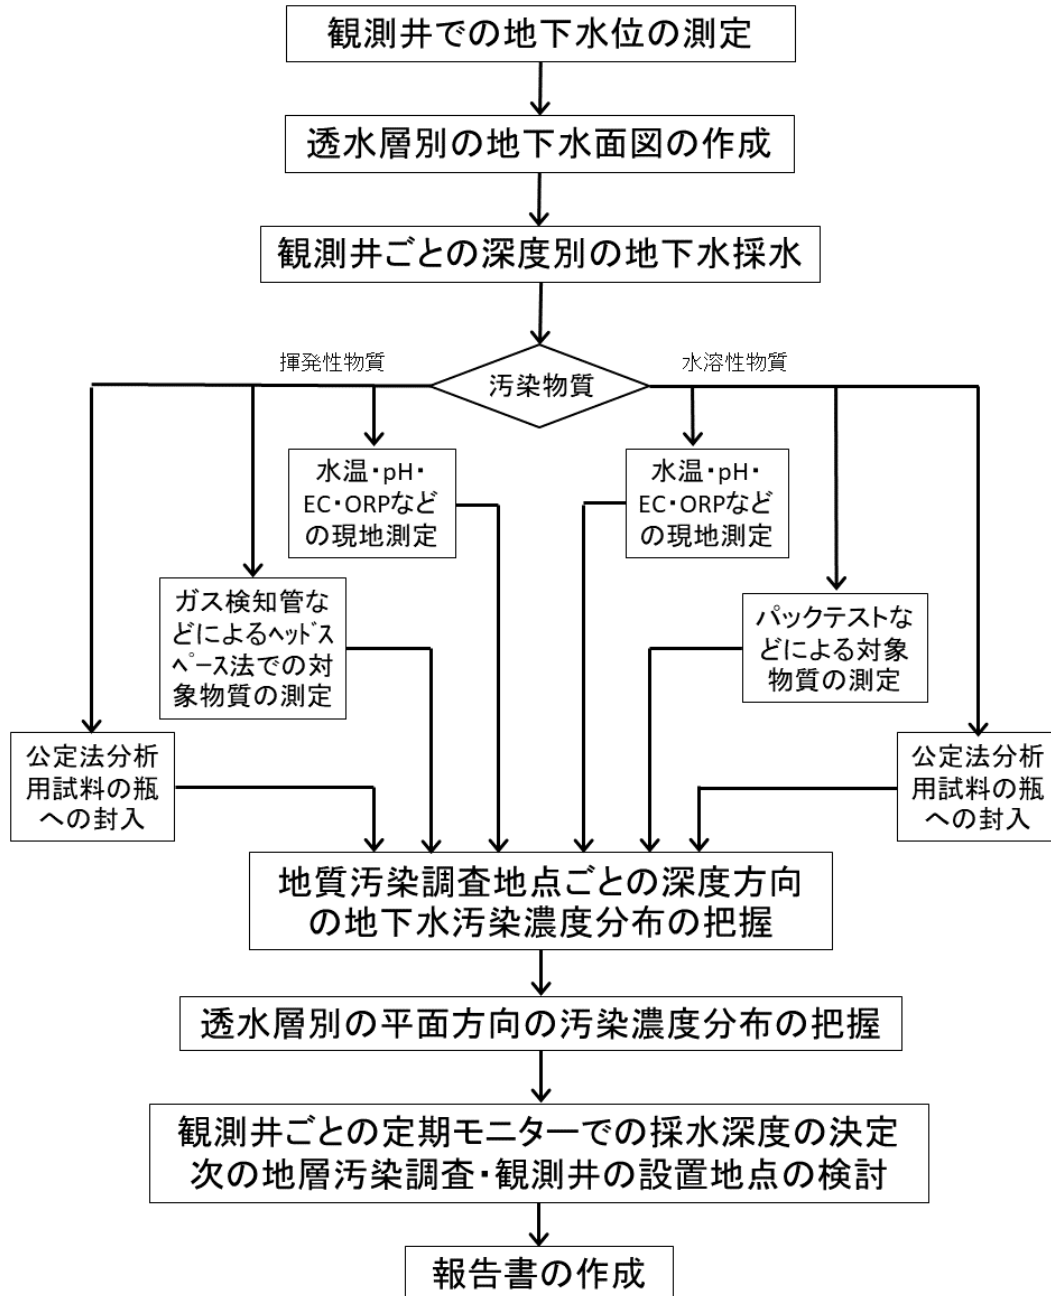 観測井での地下水位の測定
透水層別の地下水面図の作成
観測井ごとの深度別の地下水採水
揮発性物質
汚染物質
水溶性物質
水温・pH・
EC・ORPなど
の現地測定
水温・pH・
EC・ORPなど
の現地測定
ガス検知管な
どによるﾍｯﾄﾞｽ
ﾍﾟｰｽ法での対
象物質の測定
パックテストな
どによる対象
物質の測定
公定法分析
用試料の瓶
への封入
公定法分析
用試料の瓶
への封入
地質汚染調査地点ごとの深度方向
の地下水汚染濃度分布の把握
透水層別の平面方向の汚染濃度分布の把握
観測井ごとの定期モニターでの採水深度の決定
次の地層汚染調査・観測井の設置地点の検討
報告書の作成